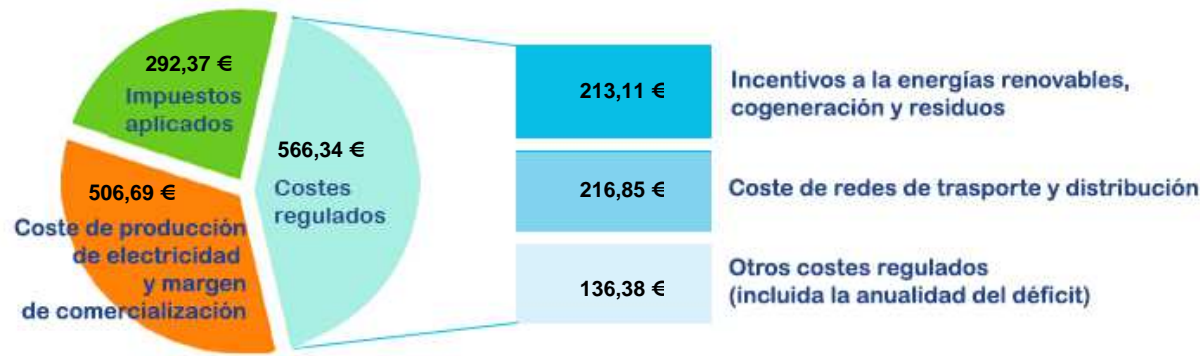 292,37 €
Impuestos
aplicados
566,34 €
Costes
regulados
506,69 €
Coste de producción
de electricidad
y margen
de comercialización
213,11 €
Incentivos a la energías renovables,
cogeneración y residuos
216,85 €
Coste de redes de trasporte y distribución
136,38 €
Otros costes regulados
(incluida la anualidad del déficit)